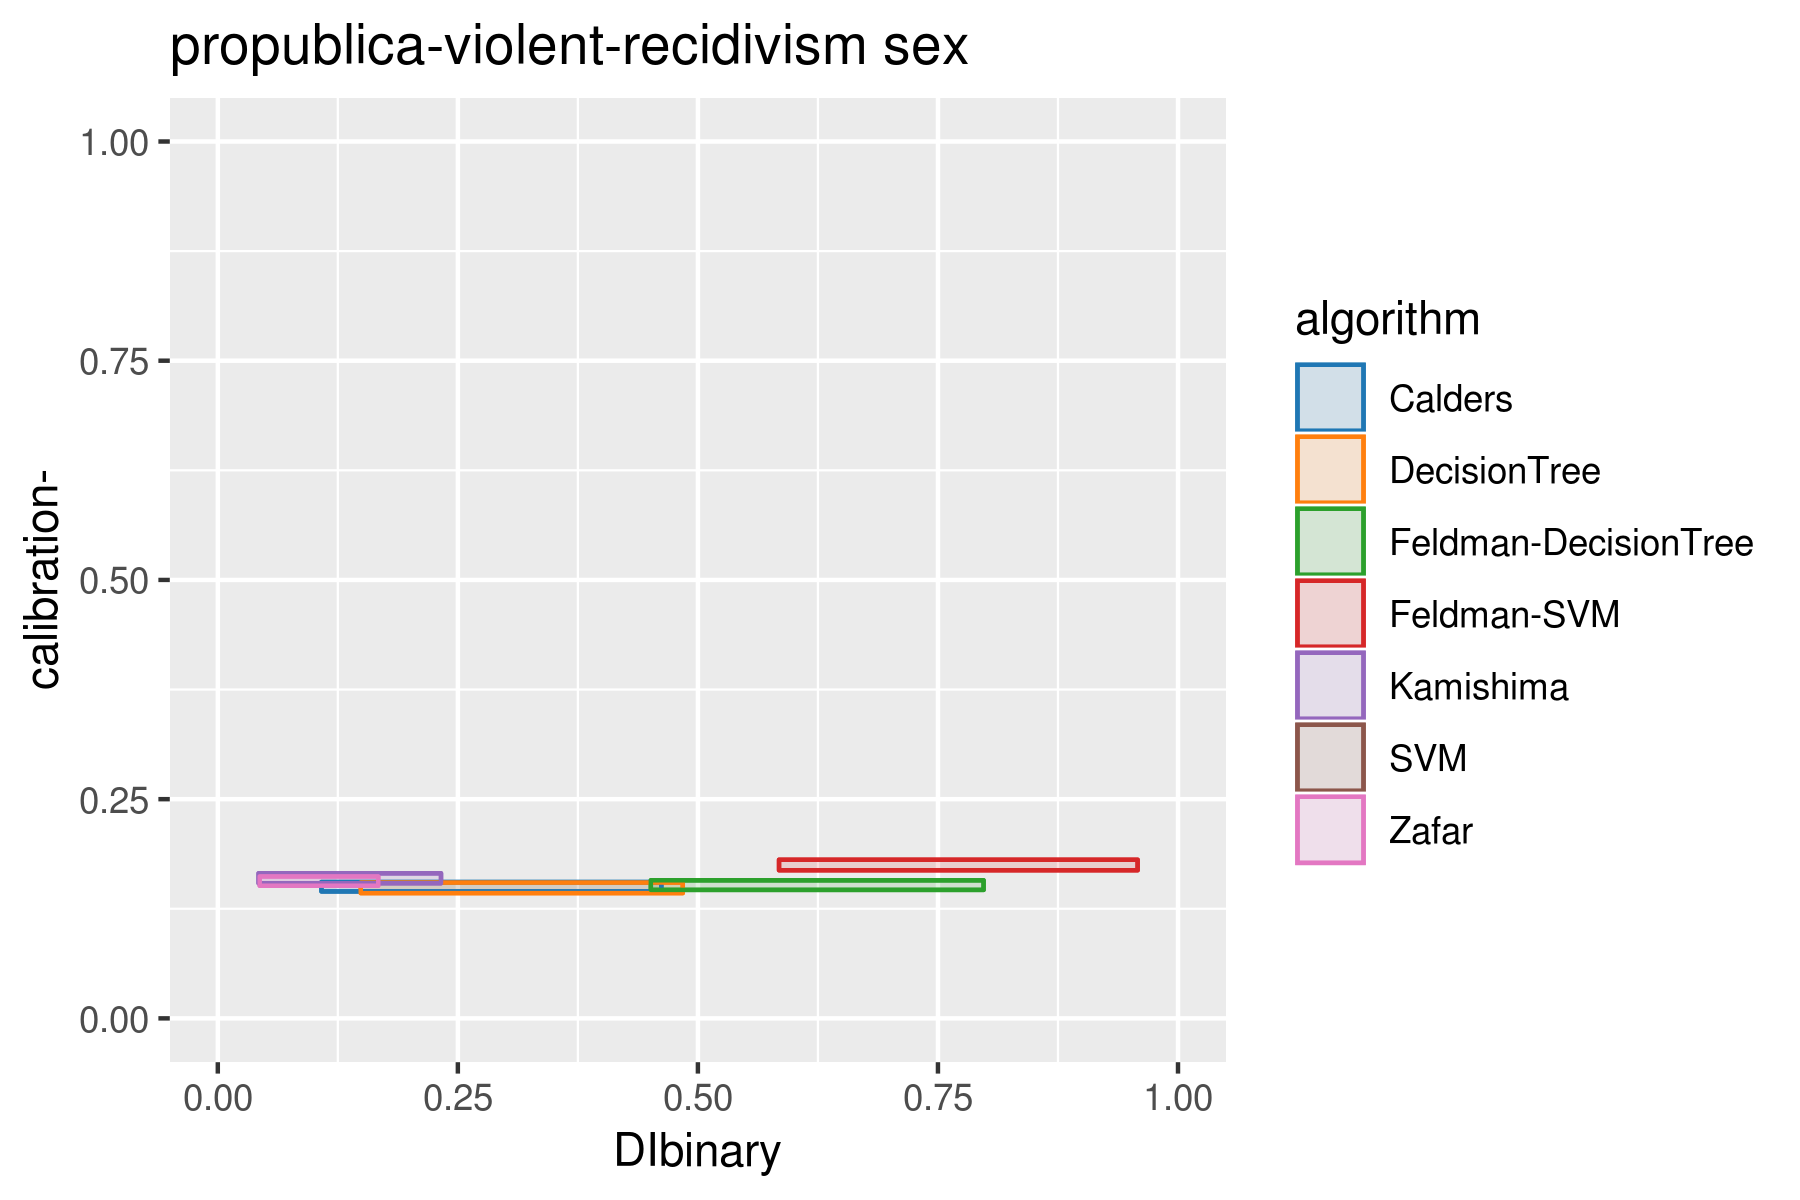 propublica-violent-recidivism sex
1.00
0.75
0.50
0.25
0.00
calibration-
0.00 0.25 0.50 0.75 1.00
DIbinary
algorithm
Calders
DecisionTree
Feldman-DecisionTree
Feldman-SVM
Kamishima
SVM
Zafar